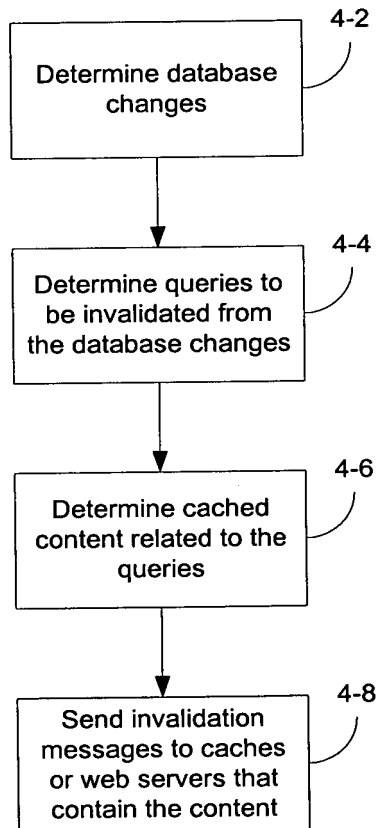 4-2
Determine database
changes
4-4
Determine queries to
be invalidated from
the database changes
4-6
Determine cached
content related to the
queries
4-8
Send invalidation
messages to caches
or web servers that
contain the content